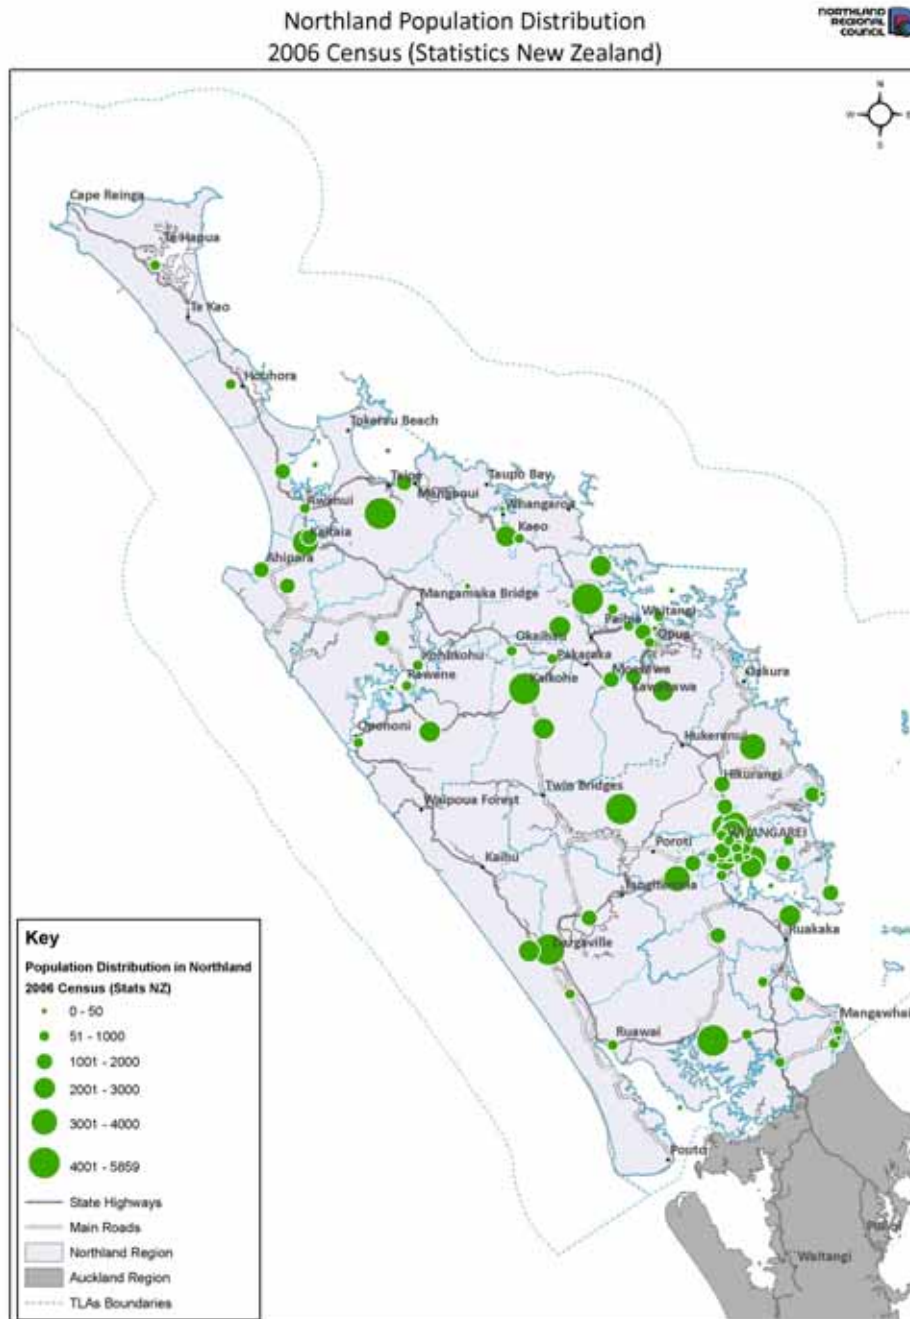 Northland Population Distribution
2006 Census (Statistics New Zealand)
NORTHLAND
REGIONAL
COUNCIL
N
W
E
S
Cape Reinga
Te Hapua
Te Kao
Houhora
Tokerau Beach
Taipa
Mangonui
Taupo Bay
Whangaroa
Awanui
Kaeo
Kaitaia
Ahipara
Mangamuka Bridge
Waitangi
Paihia
Opua
Okaihau
Pakaraka
Kohukohu
Moerewa
Oakura
Rawene
Kaikohe
Kawakawa
Opononi
Hukerenui
Hikurangi
Twin Bridges
Waipoua Forest
WHANGAREI
Poroti
Kaihu
Tangiteroria
Dargaville
Ruakaka
Mangawhai
Ruawai
Pouto
Waitangi
Key
Population Distribution in Northland
2006 Census (Stats NZ)
0 - 50
51 - 1000
1001 - 2000
2001 - 3000
3001 - 4000
4001 - 5859
State Highways
Main Roads
Northland Region
Auckland Region
TLAs Boundaries